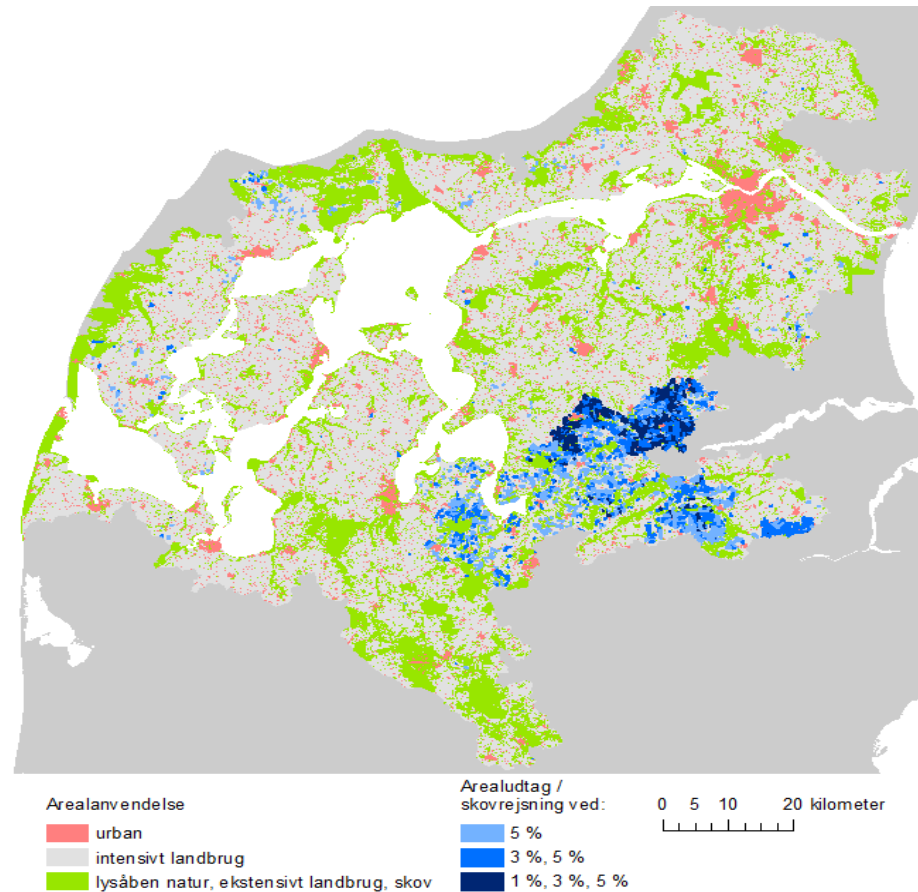 Arealanvendelse
urban
intensivt landbrug
lysåben natur, ekstensivt landbrug, skov
Arealudtag /
skovrejsning ved:
5 %
3 %, 5 %
1 %, 3 %, 5 %
0 5 10 20 kilometer